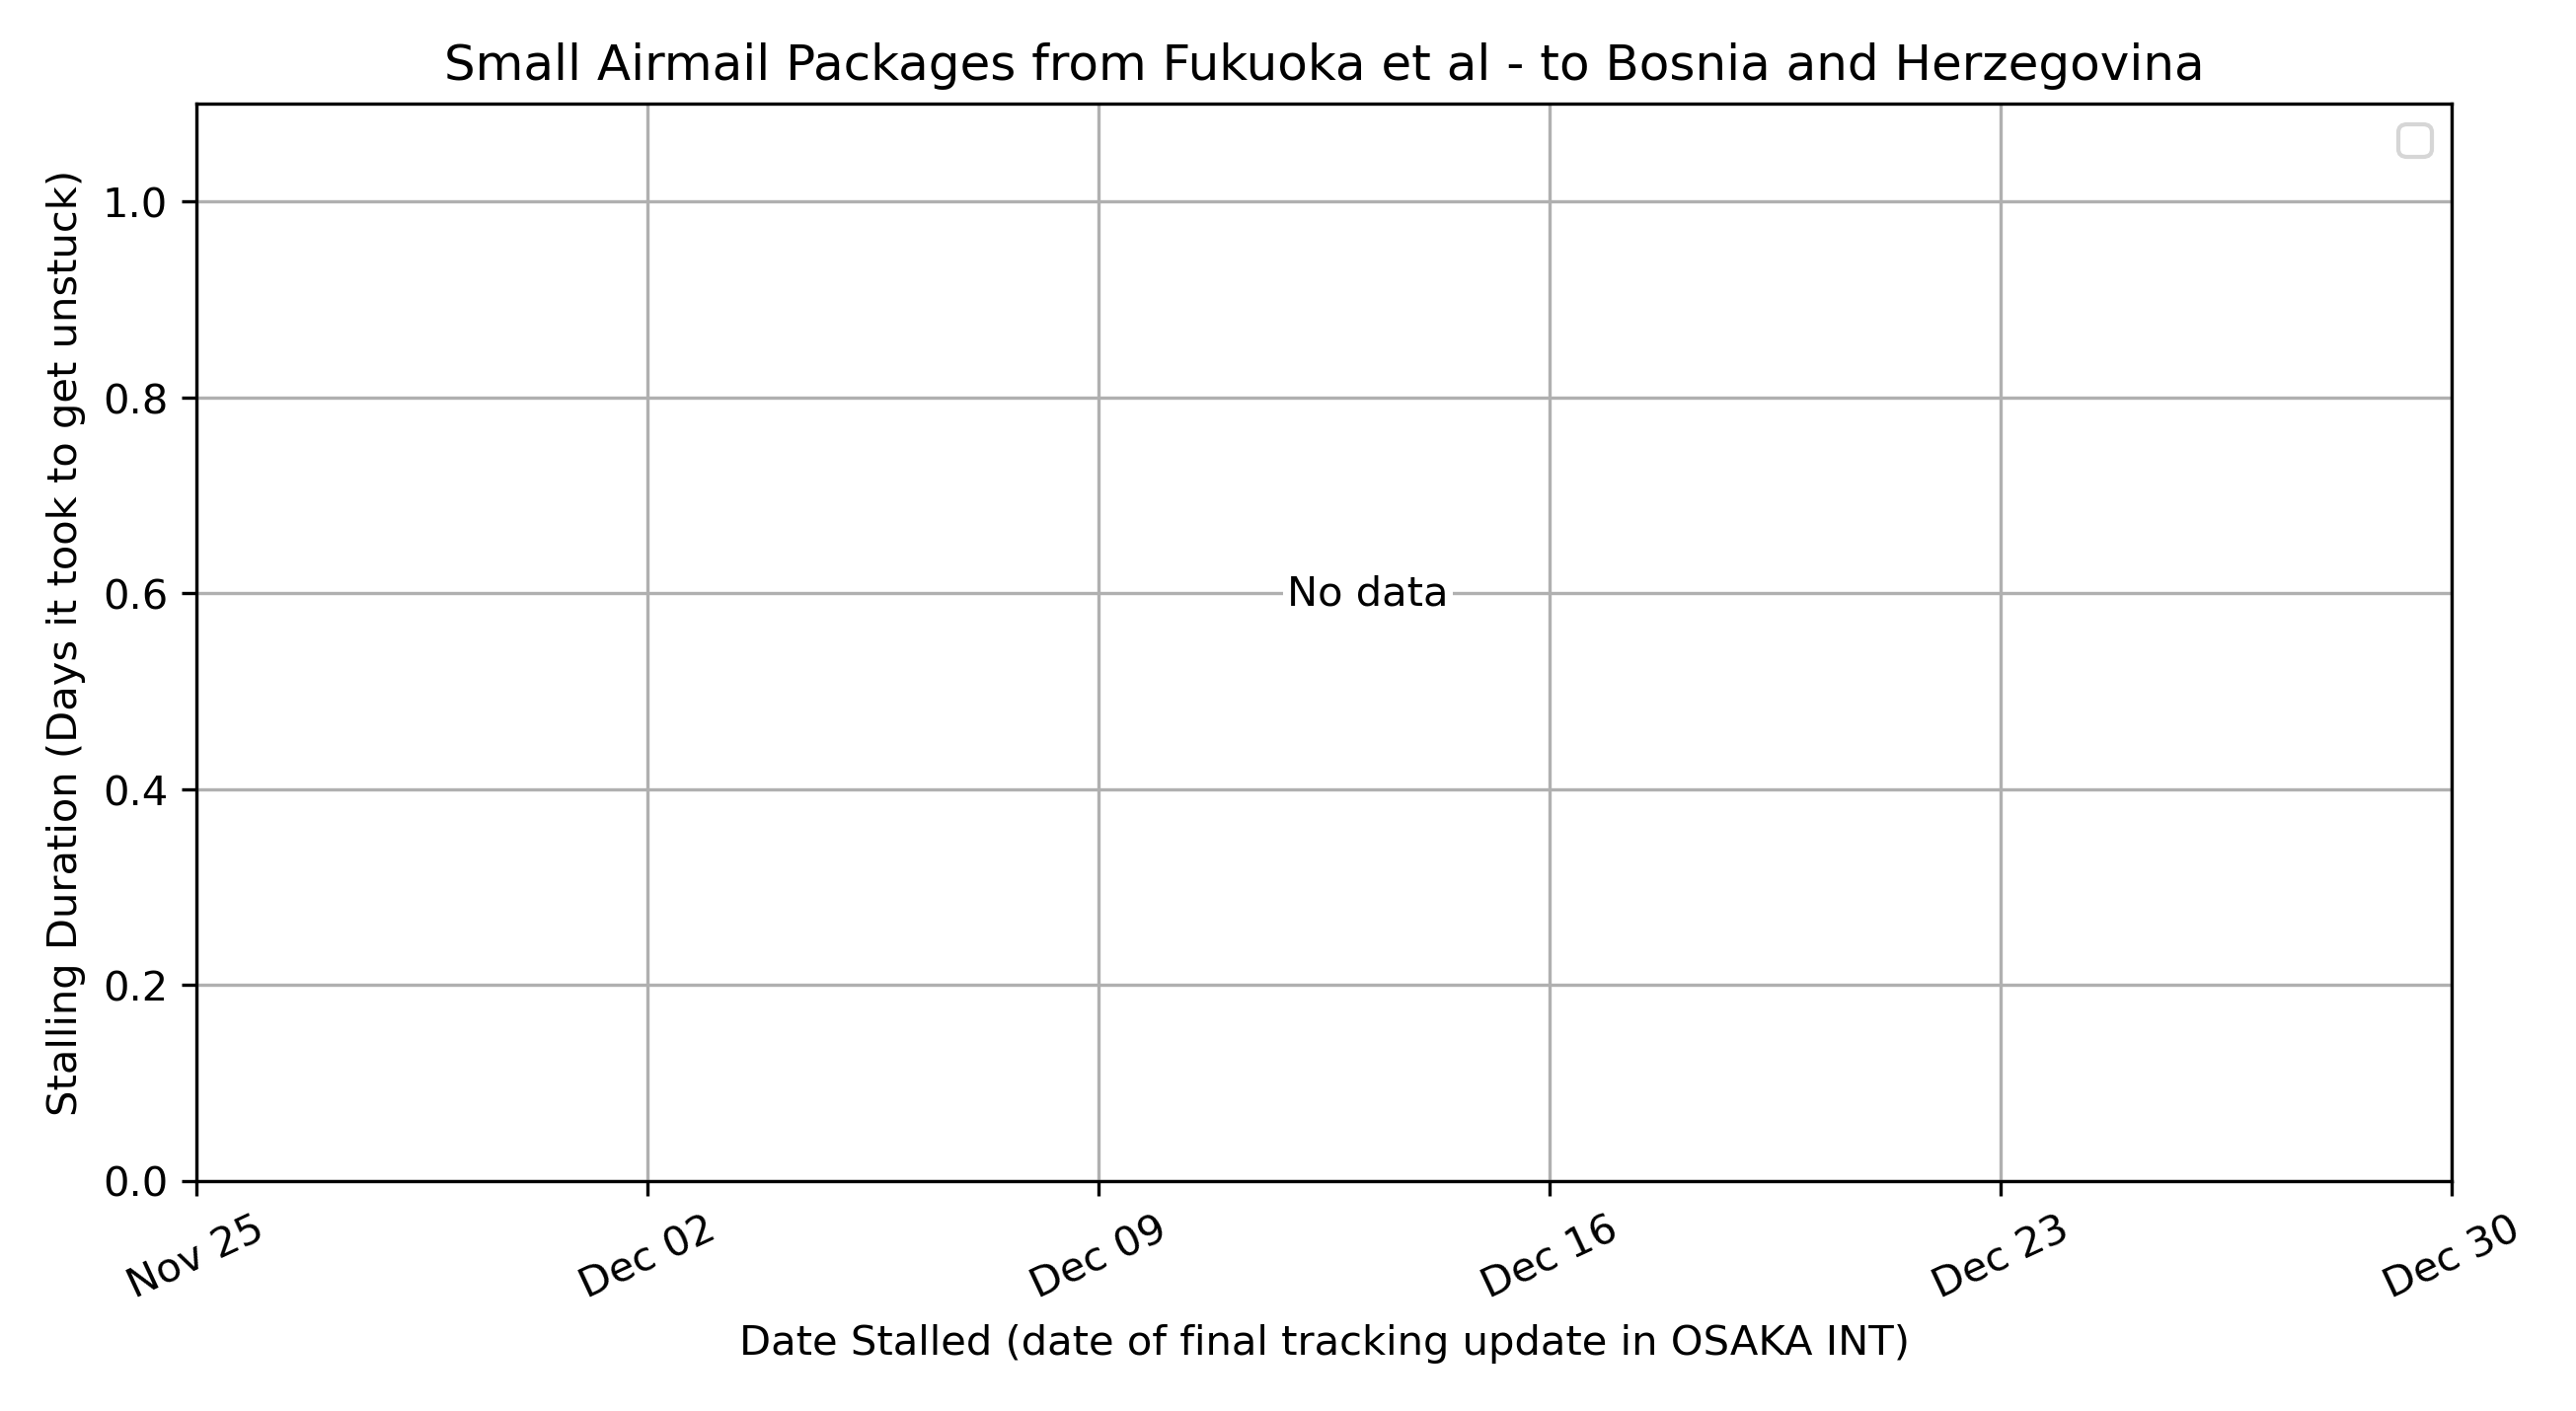 Small Airmail Packages from Fukuoka et al - to Bosnia and Herzegovina
Stalling Duration (Days it took to get unstuck)
1.0
0.8
0.6
0.4
0.2
0.0
No data
Nov 25
Dec 02
Dec 09
Dec 16
Dec 23
Dec 30
Date Stalled (date of final tracking update in OSAKA INT)